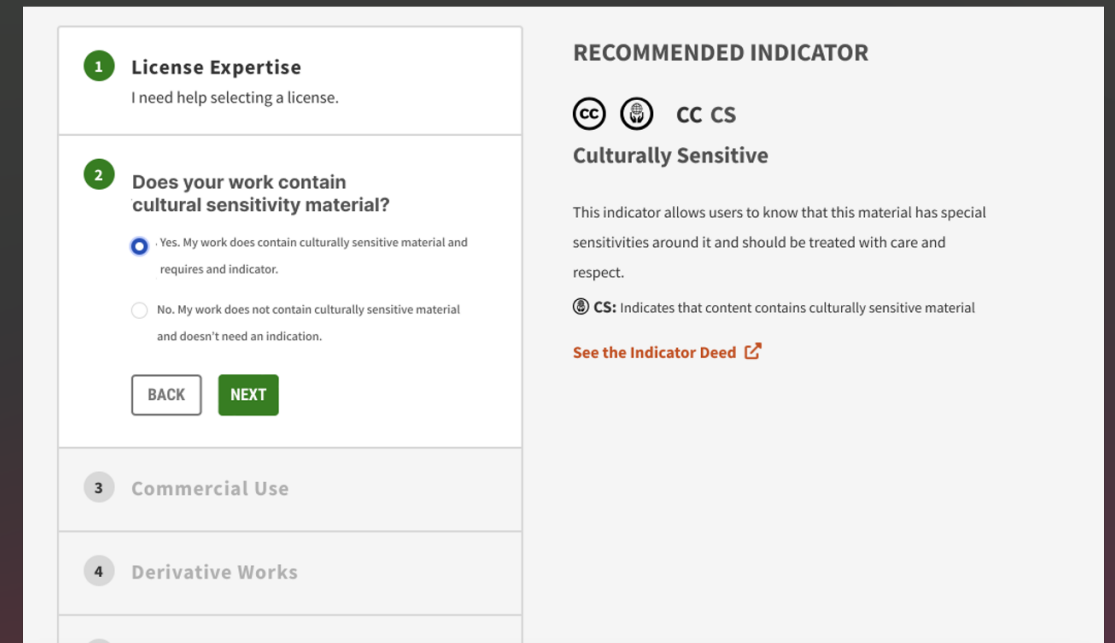 1 License Expertise
I need help selecting a license.
2 Does your work contain
cultural sensitivity material?
Yes. My work does contain culturally sensitive material and
requires and indicator.
No. My work does not contain culturally sensitive material
and doesn't need an indication.
BACK NEXT
3 Commercial Use
4 Derivative Works
RECOMMENDED INDICATOR
CC CC CS
Culturally Sensitive
This indicator allows users to know that this material has special
sensitivities around it and should be treated with care and
respect.
CS: Indicates that content contains culturally sensitive material
See the Indicator Deed